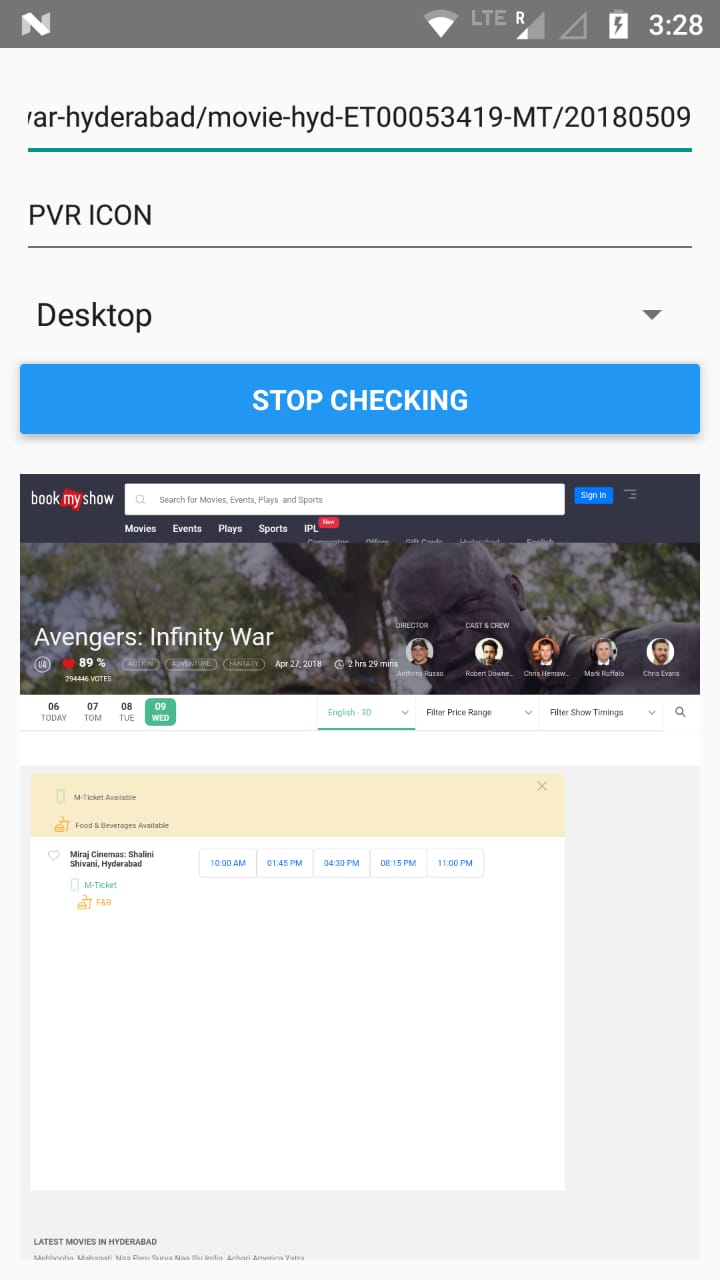 LTE R 3:28
var-hyderabad/movie-hyd-ET00053419-MT/20180509
PVR ICON
Desktop
STOP CHECKING
book my show
Search for Movies, Events, Plays and Sports
Sign In
Movies Events Plays Sports IPL New
Corporates Offers Gift Cards Hyderabad English
Avengers: Infinity War
DIRECTOR CAST & CREW
UA 89 % ACTION ADVENTURE FANTASY Apr 27, 2018 2 hrs 29 mins
294446 VOTES
Anthony Russo Robert Downe.. Chris Hemsw.. Mark Ruffalo Chris Evans
06 07 08 09
TODAY TOM TUE WED
English - 3D Filter Price Range Filter Show Timings
M-Ticket Available
Food & Beverages Available
Miraj Cinemas: Shalini
Shivani, Hyderabad
10:00 AM 01:45 PM 04:30 PM 08:15 PM 11:00 PM
M-Ticket
F&B
LATEST MOVIES IN HYDERABAD
Mehbooba, Mahanati, Naa Peru Surya Naa Illu India, Achari America Yatra